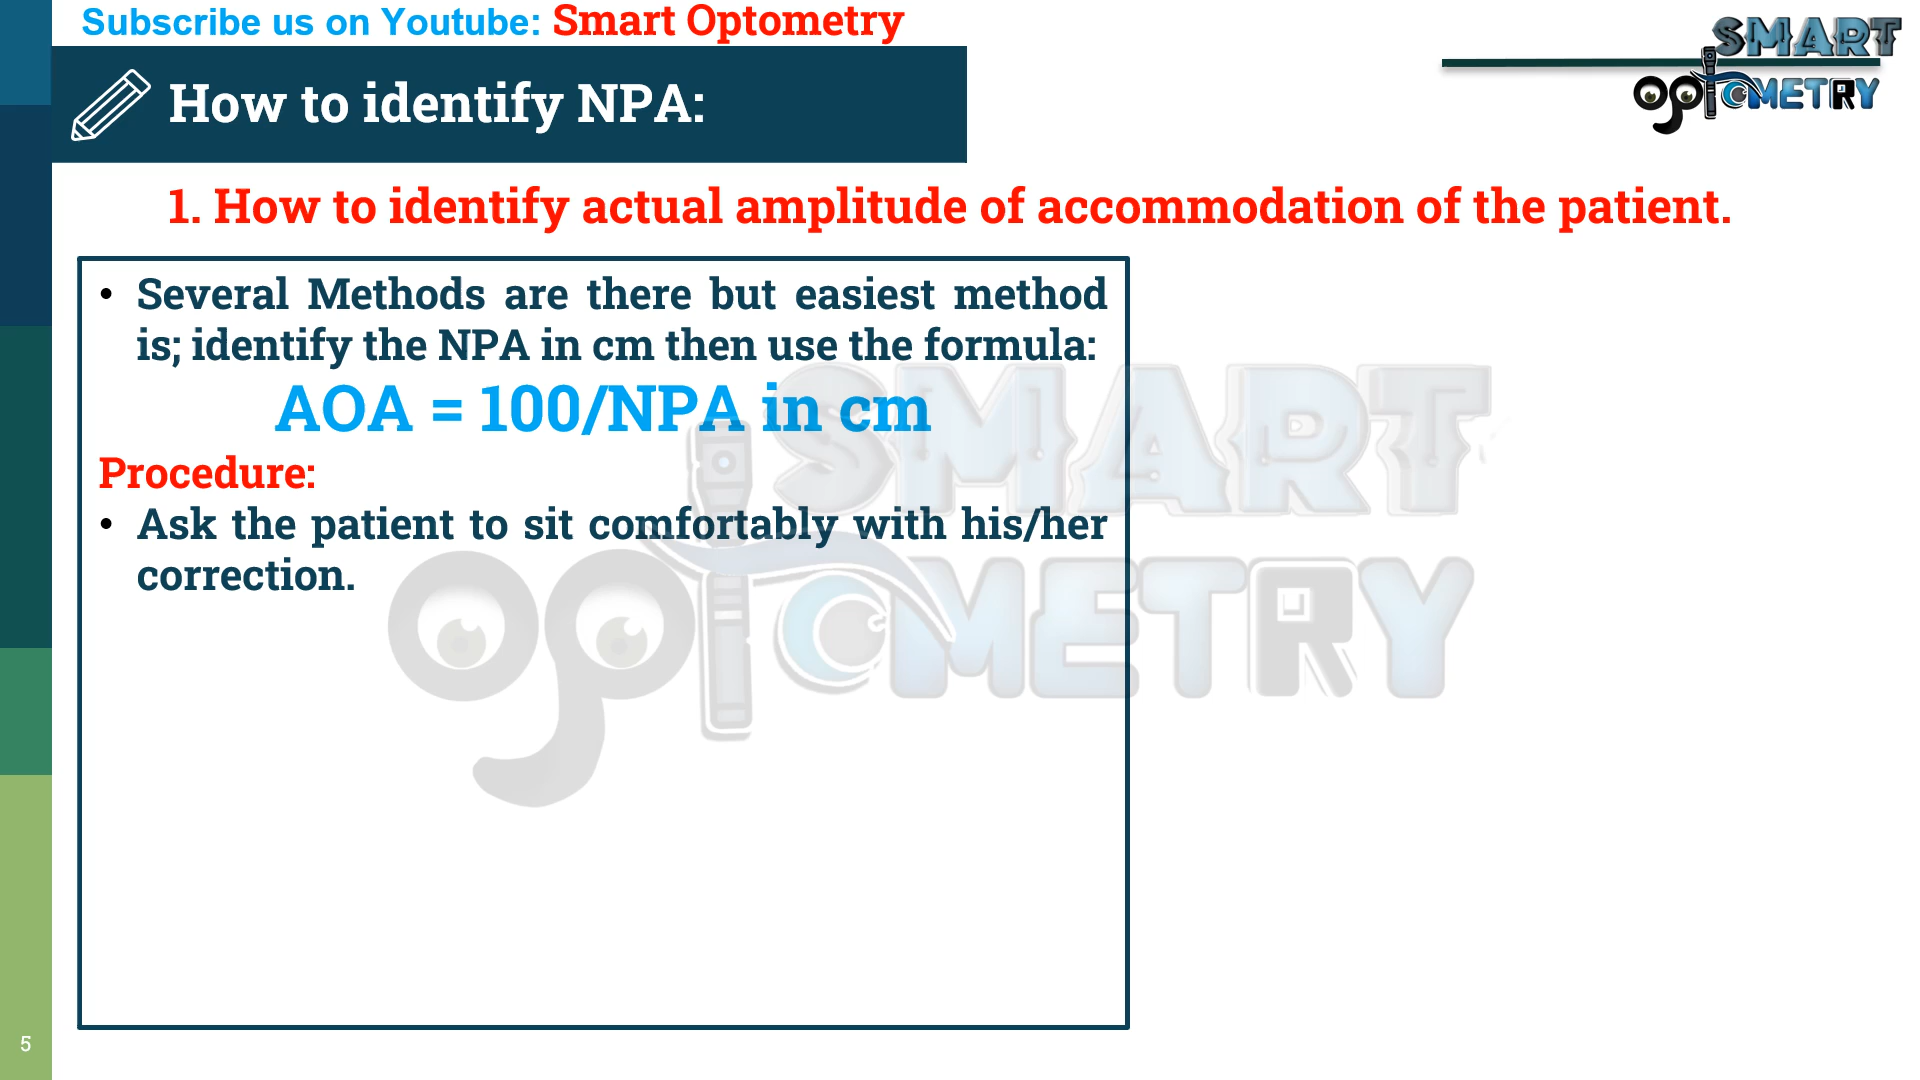 Subscribe us on Youtube: Smart Optometry
SMART
OPTOMETRY
How to identify NPA:
1. How to identify actual amplitude of accommodation of the patient.
• Several Methods are there but easiest method
is; identify the NPA in cm then use the formula:
AOA = 100/NPA in cm
Procedure:
• Ask the patient to sit comfortably with his/her
correction.
SMART
OPTOMETRY
5